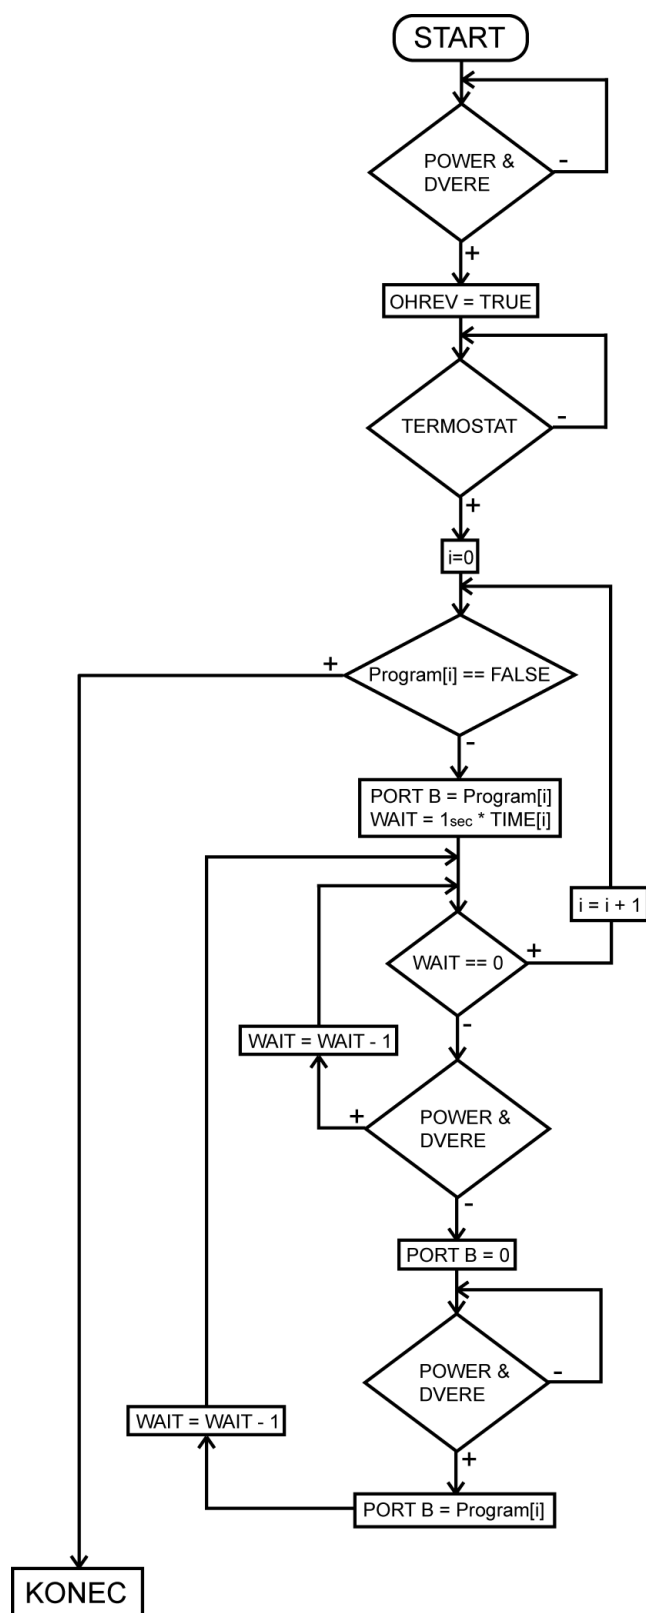 START
POWER &
DVERE
-
+
OHREV = TRUE
TERMOSTAT
-
+
i=0
+
Program[i] == FALSE
-
PORT B = Program[i]
WAIT = 1sec * TIME[i]
i = i + 1
WAIT == 0
+
-
WAIT = WAIT - 1
+
POWER &
DVERE
-
PORT B = 0
POWER &
DVERE
-
WAIT = WAIT - 1
+
PORT B = Program[i]
KONEC